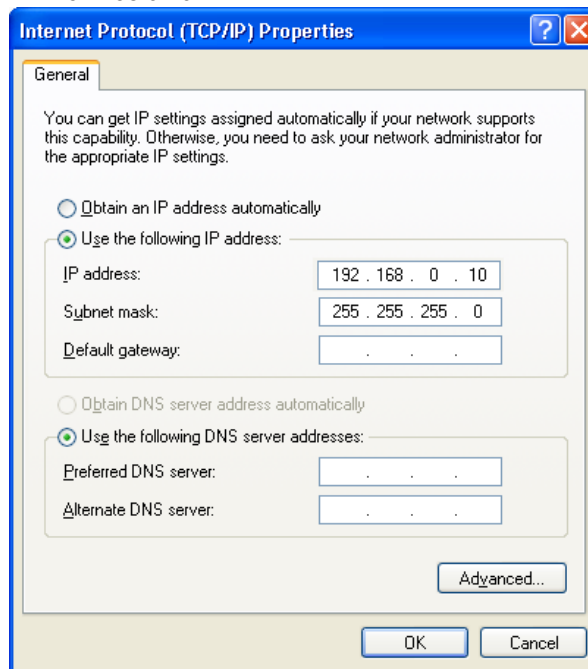 Internet Protocol (TCP/IP) Properties
General
You can get IP settings assigned automatically if your network supports
this capability. Otherwise, you need to ask your network administrator for
the appropriate IP settings.
Obtain an IP address automatically
Use the following IP address:
IP address: 192 . 168 . 0 . 10
Subnet mask: 255 . 255 . 255 . 0
Default gateway: . . .
Obtain DNS server address automatically
Use the following DNS server addresses:
Preferred DNS server: . . .
Alternate DNS server: . . .
Advanced...
OK Cancel